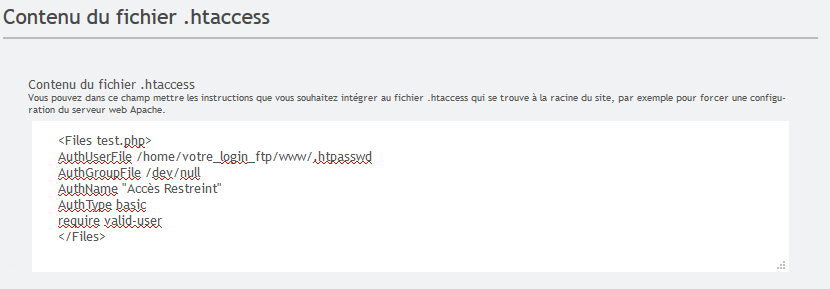 Contenu du fichier .htaccess
Contenu du fichier .htaccess
Vous pouvez dans ce champ mettre les instructions que vous souhaitez intégrer au fichier .htaccess qui se trouve à la racine du site, par exemple pour forcer une configu-
ration du serveur web Apache.
<Files test.php>
AuthUserFile /home/votre_login_ftp/www/.htpasswd
AuthGroupFile /dev/null
AuthName "Accès Restreint"
AuthType basic
require valid-user
</Files>